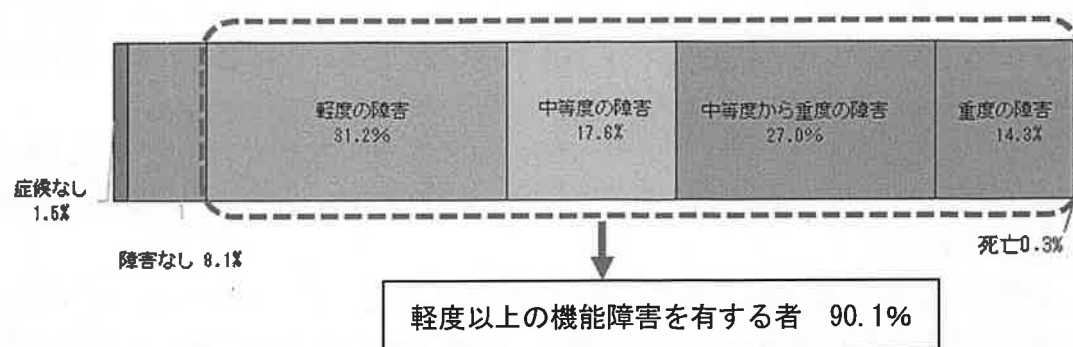 軽度の障害
31.2%
中等度の障害
17.6%
中等度から重度の障害
27.0%
重度の障害
14.3%
症候なし
1.5%
障害なし 8.1%
死亡0.3%
軽度以上の機能障害を有する者 90.1%